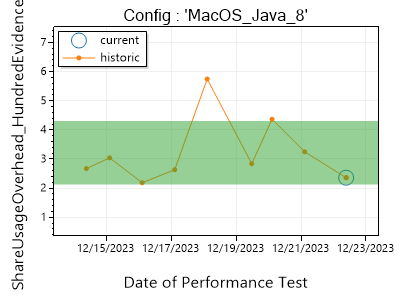 Config : 'MacOS_Java_8'
current
historic
7
6
5
4
3
2
1
ShareUsageOverhead_HundredEvidence
12/15/2023
12/17/2023
12/19/2023
12/21/2023
12/23/2023
Date of Performance Test